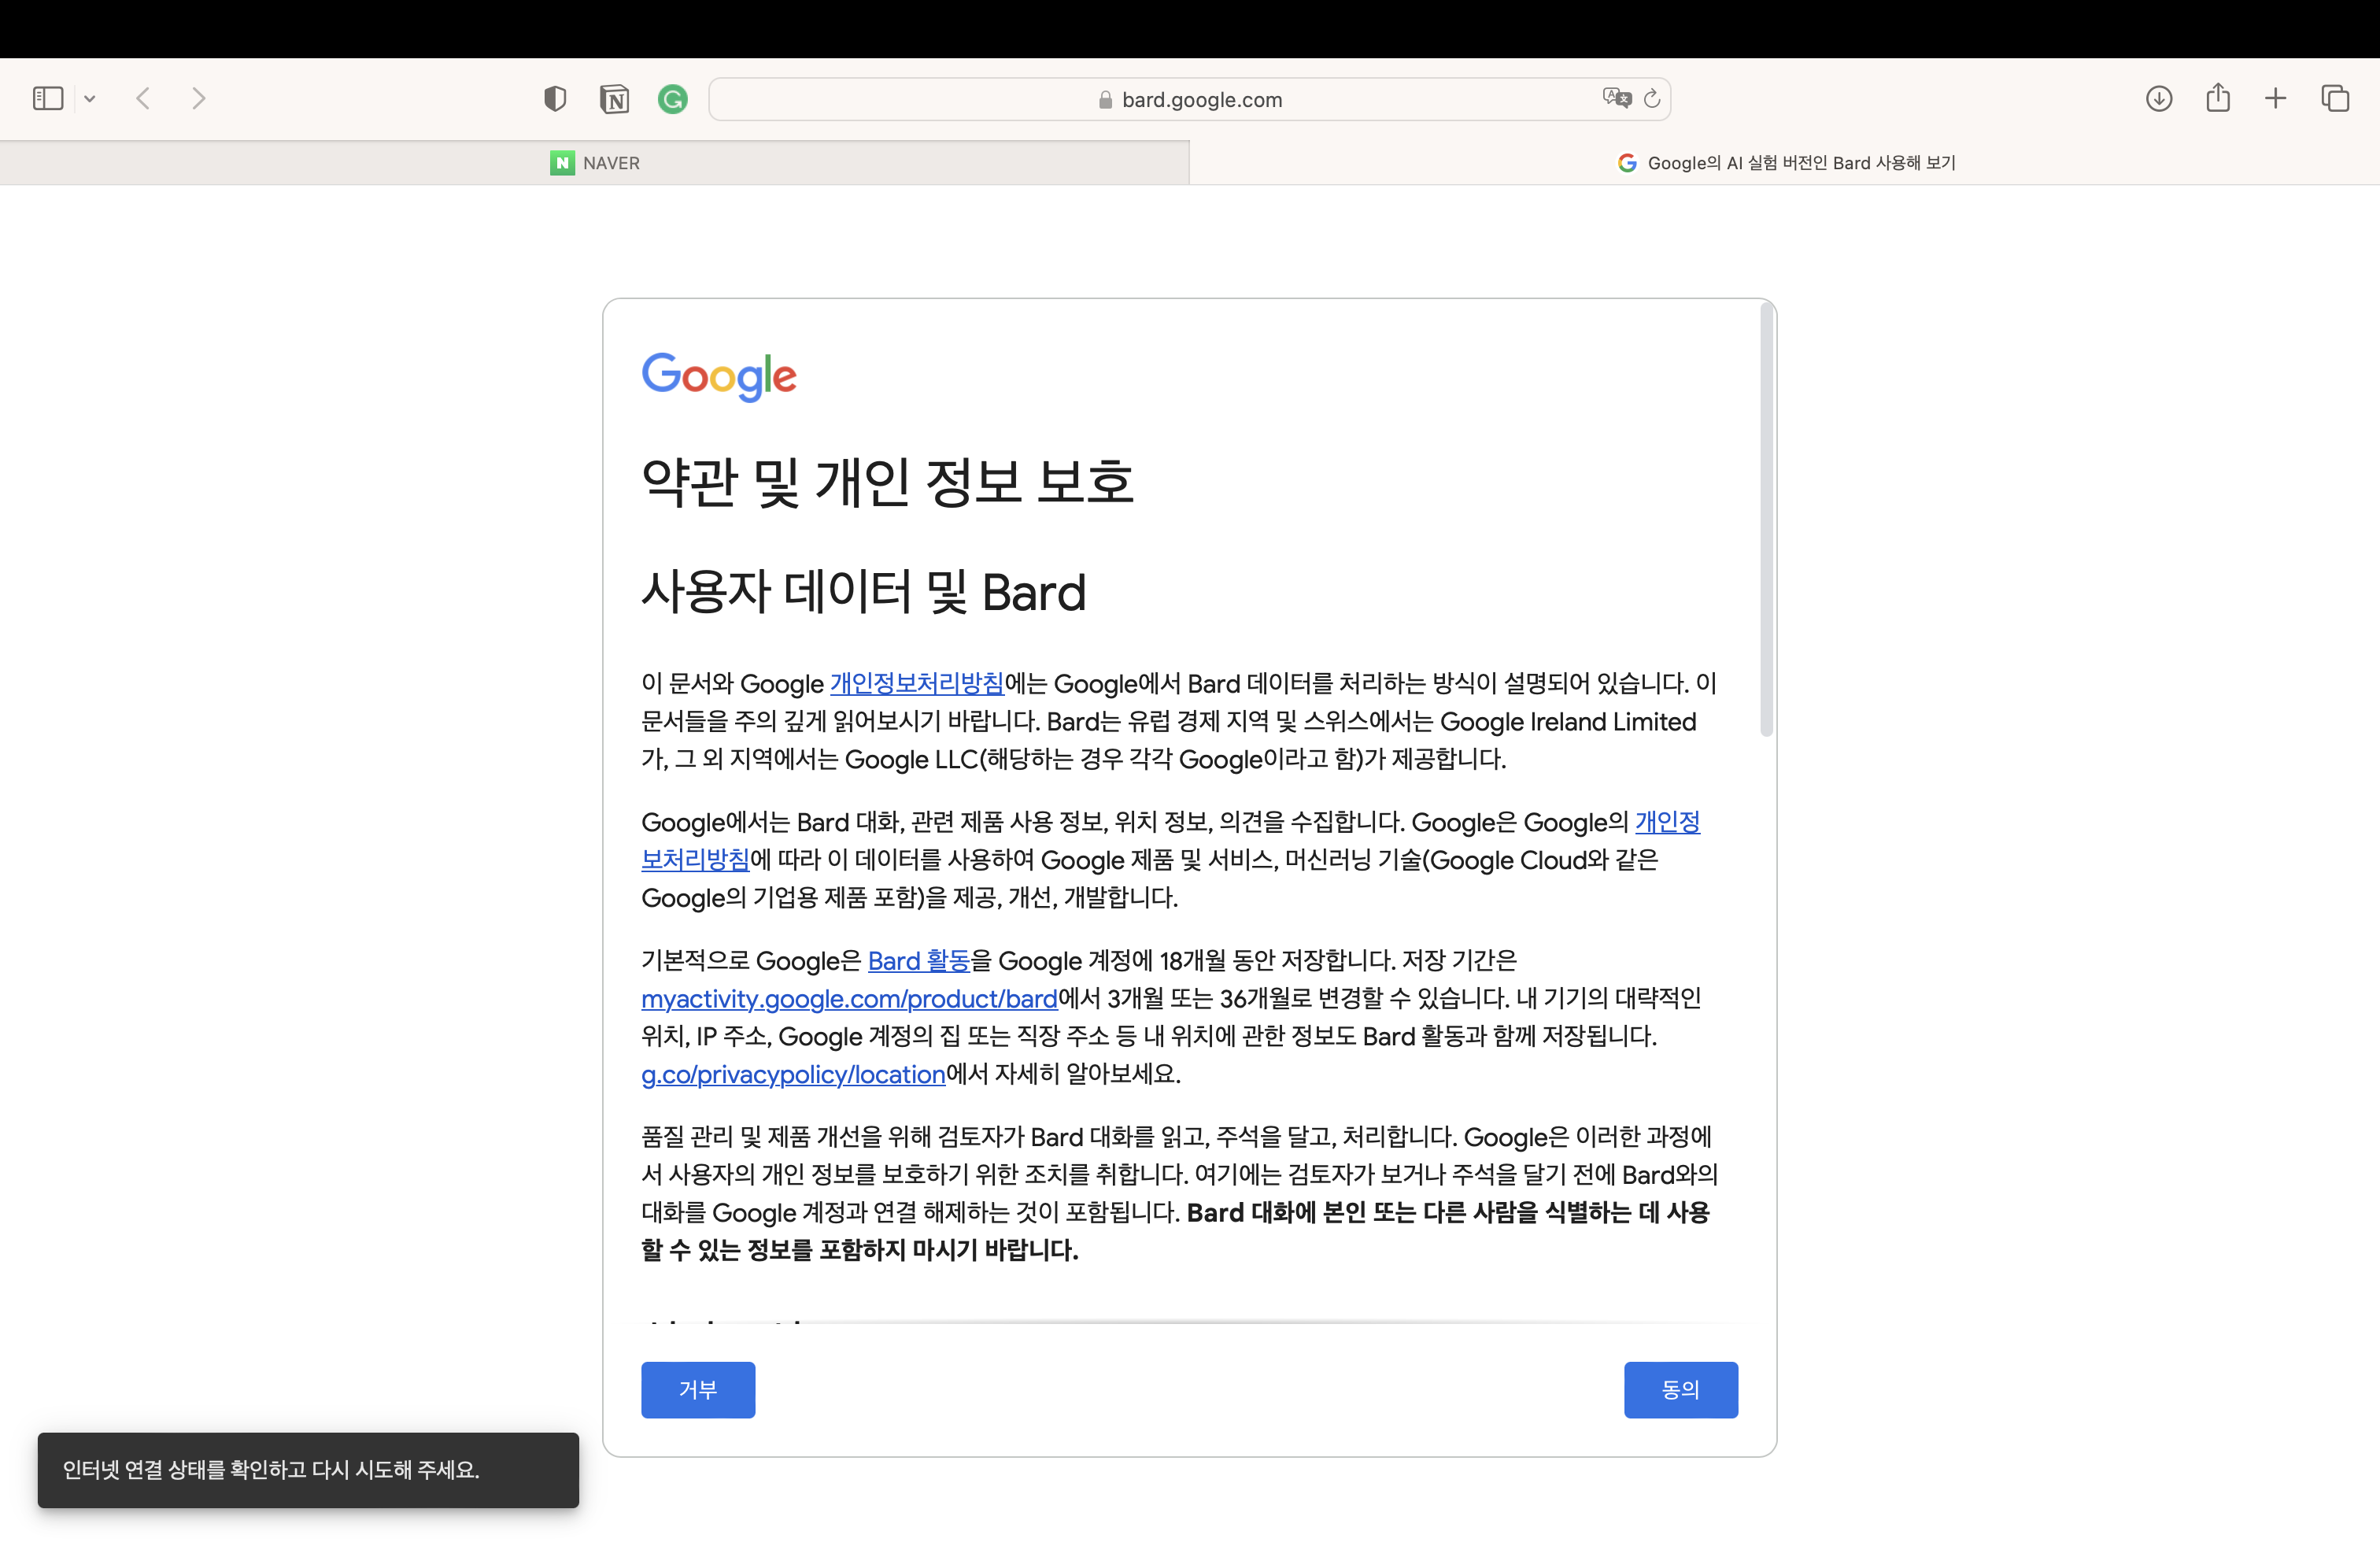 bard.google.com
NAVER
Google의 AI 실험 버전인 Bard 사용해 보기
Google
약관 및 개인 정보 보호
사용자 데이터 및 Bard
이 문서와 Google 개인정보처리방침에는 Google에서 Bard 데이터를 처리하는 방식이 설명되어 있습니다. 이
문서들을 주의 깊게 읽어보시기 바랍니다. Bard는 유럽 경제 지역 및 스위스에서는 Google Ireland Limited
가, 그 외 지역에서는 Google LLC(해당하는 경우 각각 Google이라고 함)가 제공합니다.
Google에서는 Bard 대화, 관련 제품 사용 정보, 위치 정보, 의견을 수집합니다. Google은 Google의 개인정
보처리방침에 따라 이 데이터를 사용하여 Google 제품 및 서비스, 머신러닝 기술(Google Cloud와 같은
Google의 기업용 제품 포함)을 제공, 개선, 개발합니다.
기본적으로 Google은 Bard 활동을 Google 계정에 18개월 동안 저장합니다. 저장 기간은
myactivity.google.com/product/bard에서 3개월 또는 36개월로 변경할 수 있습니다. 내 기기의 대략적인
위치, IP 주소, Google 계정의 집 또는 직장 주소 등 내 위치에 관한 정보도 Bard 활동과 함께 저장됩니다.
g.co/privacypolicy/location에서 자세히 알아보세요.
품질 관리 및 제품 개선을 위해 검토자가 Bard 대화를 읽고, 주석을 달고, 처리합니다. Google은 이러한 과정에
서 사용자의 개인 정보를 보호하기 위한 조치를 취합니다. 여기에는 검토자가 보거나 주석을 달기 전에 Bard와의
대화를 Google 계정과 연결 해제하는 것이 포함됩니다. Bard 대화에 본인 또는 다른 사람을 식별하는 데 사용
할 수 있는 정보를 포함하지 마시기 바랍니다.
거부
동의
인터넷 연결 상태를 확인하고 다시 시도해 주세요.